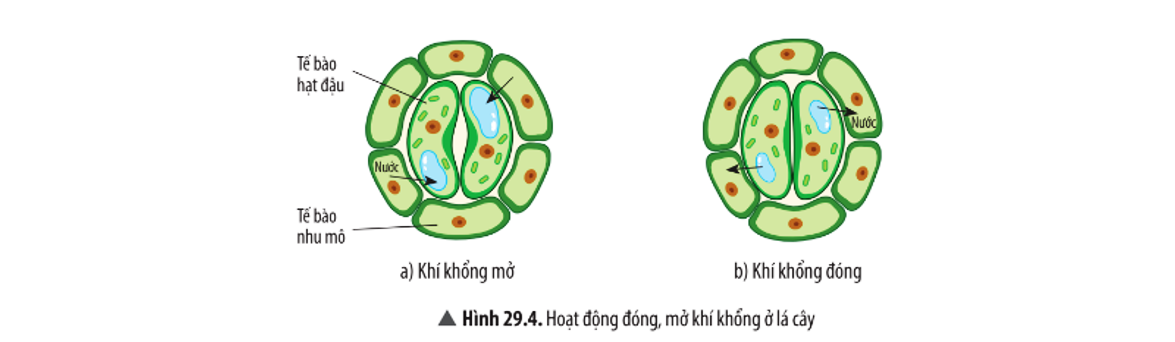 Tế bào
hạt đậu
Nước
Nước
Tế bào
nhu mô
a) Khí khổng mở
b) Khí khổng đóng
▲ Hình 29.4. Hoạt động đóng, mở khí khổng ở lá cây